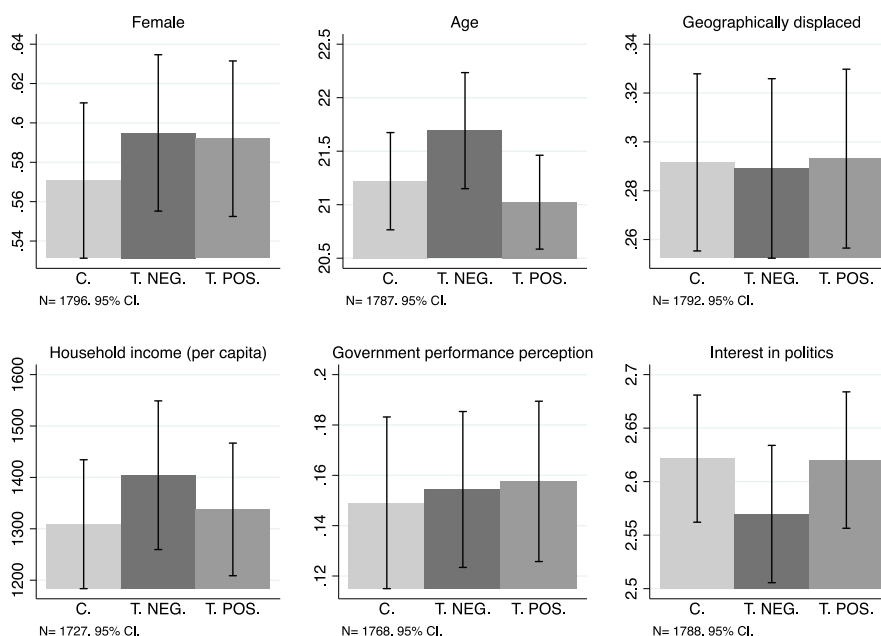 Female
.64
.62
.6
.58
.56
.54
C.
T. NEG.
T. POS.
N= 1796. 95% CI.
Age
22.5
22
21.5
21
20.5
C.
T. NEG.
T. POS.
N= 1787. 95% CI.
Geographically displaced
.34
.32
.3
.28
.26
C.
T. NEG.
T. POS.
N= 1792. 95% CI.
Household income (per capita)
1600
1500
1400
1300
1200
C.
T. NEG.
T. POS.
N= 1727. 95% CI.
Government performance perception
.2
.18
.16
.14
.12
C.
T. NEG.
T. POS.
N= 1768. 95% CI.
Interest in politics
2.7
2.65
2.6
2.55
2.5
C.
T. NEG.
T. POS.
N= 1788. 95% CI.